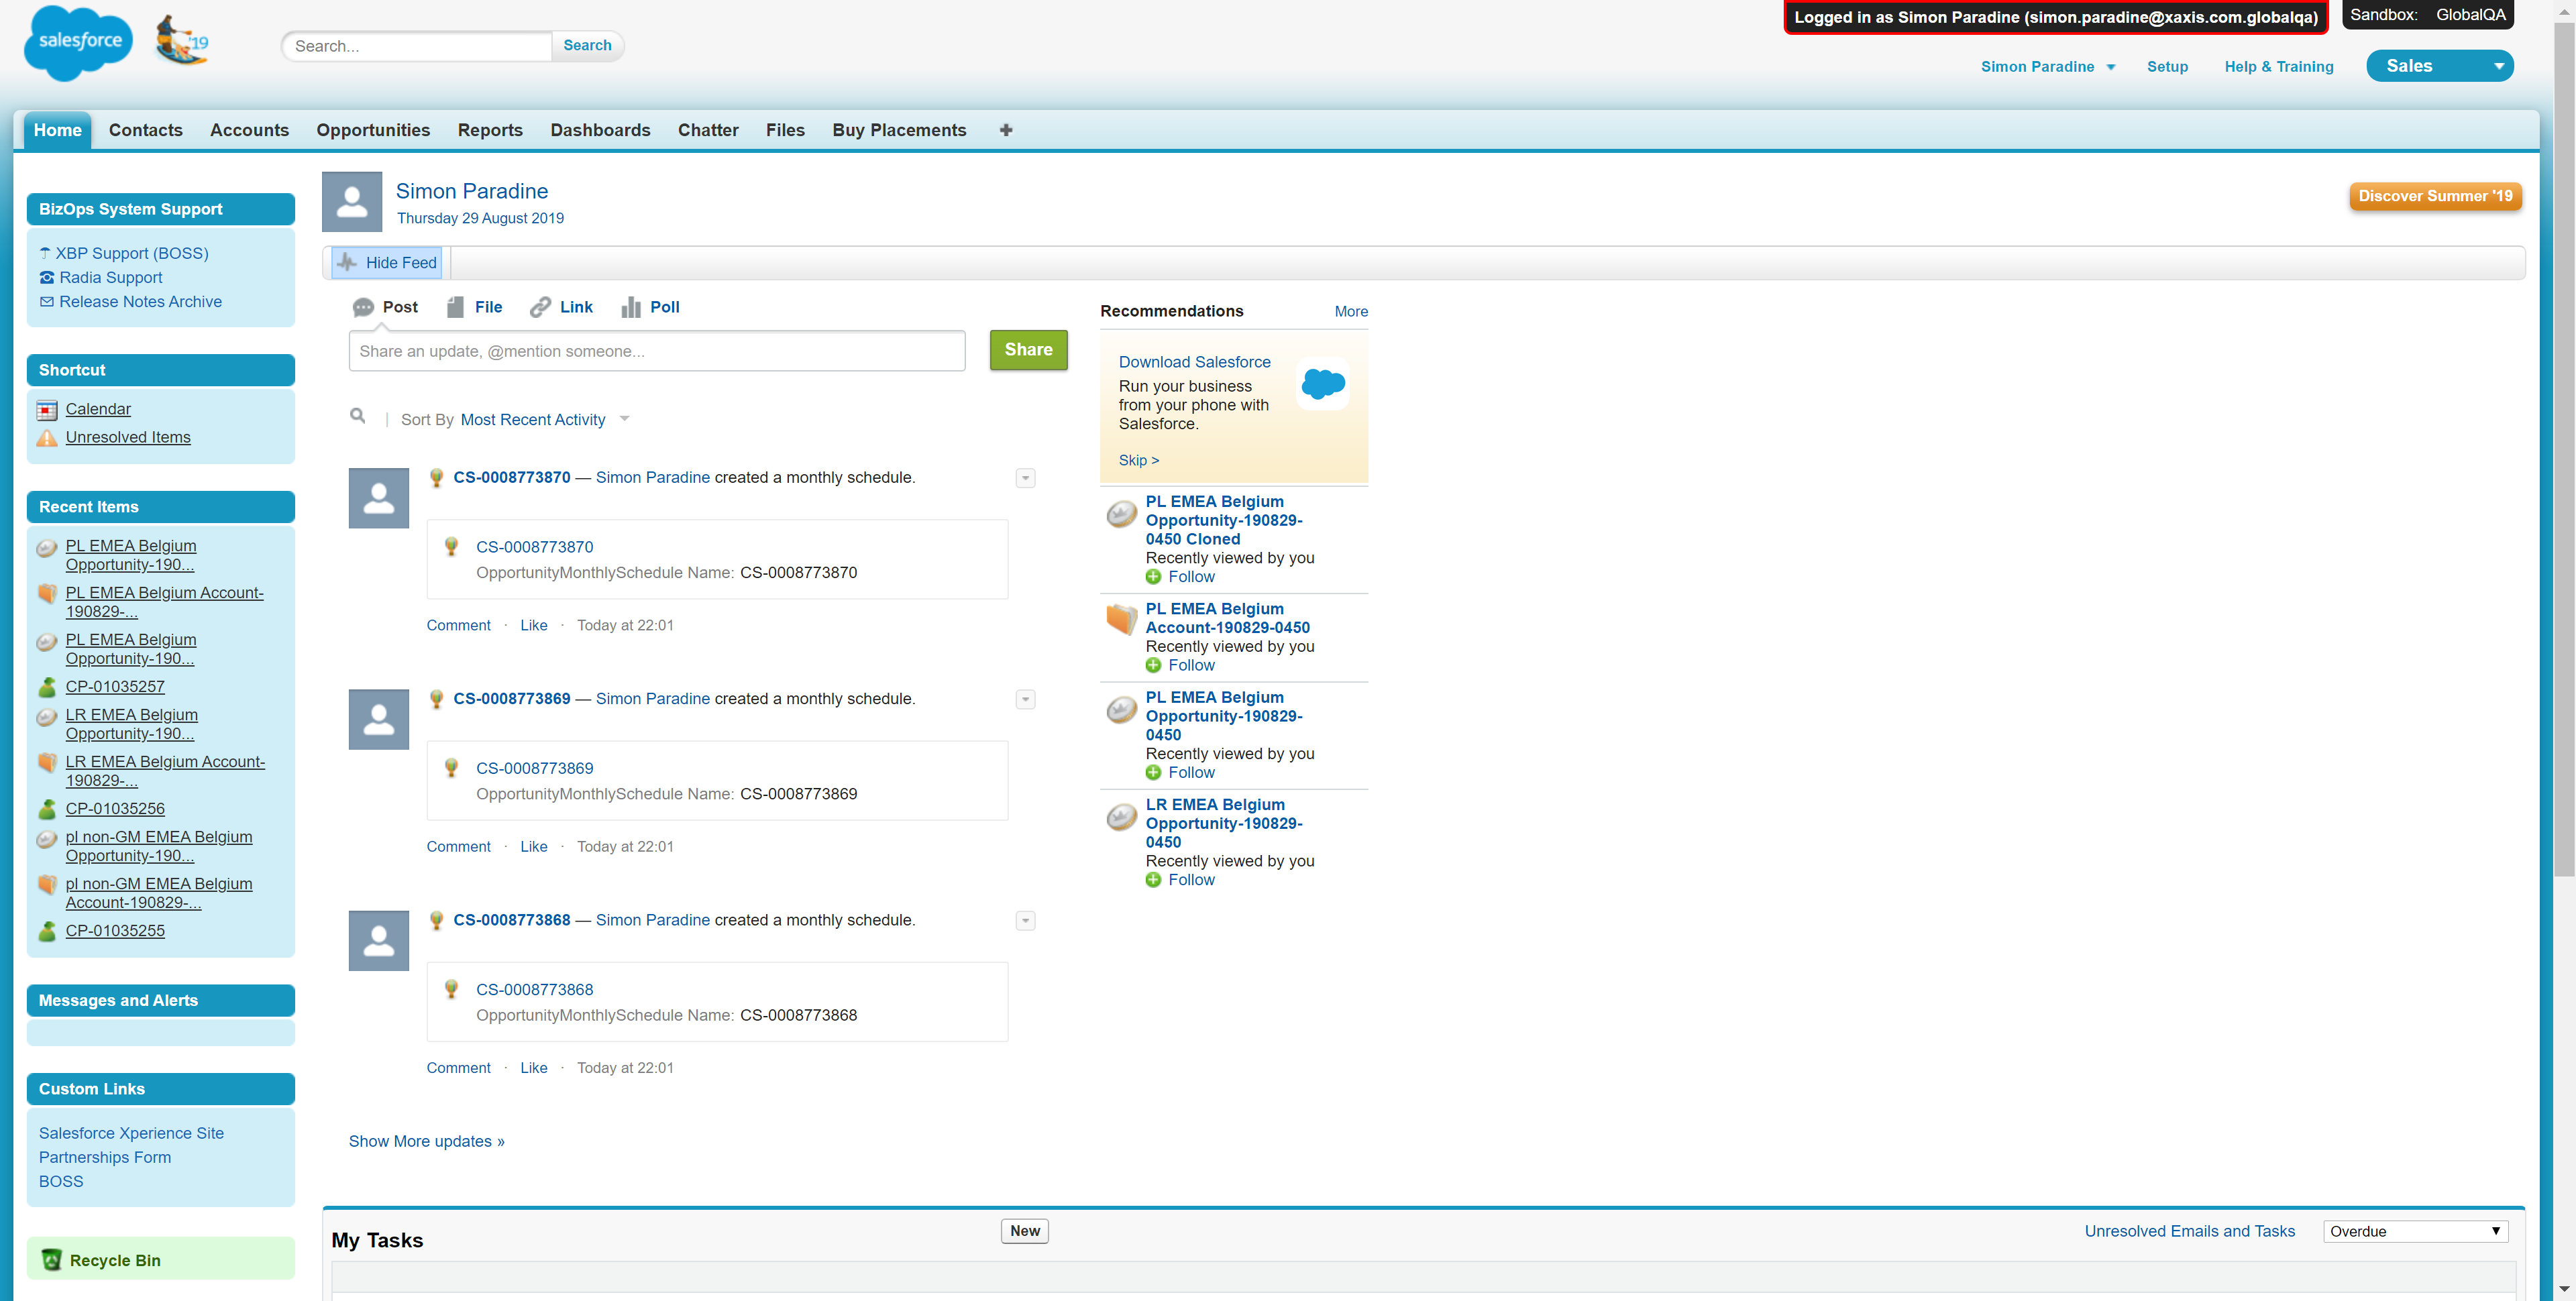 salesforce
'19
Search...
Search
Logged in as Simon Paradine (simon.paradine@xaxis.com.globalqa)
Sandbox: GlobalQA
Simon Paradine
Setup
Help & Training
Sales
Home
Contacts
Accounts
Opportunities
Reports
Dashboards
Chatter
Files
Buy Placements
BizOps System Support
XBP Support (BOSS)
Radia Support
Release Notes Archive
Shortcut
Calendar
Unresolved Items
Recent Items
PL EMEA Belgium
Opportunity-190...
PL EMEA Belgium Account-
190829-...
PL EMEA Belgium
Opportunity-190...
CP-01035257
LR EMEA Belgium
Opportunity-190...
LR EMEA Belgium Account-
190829-...
CP-01035256
pl non-GM EMEA Belgium
Opportunity-190...
pl non-GM EMEA Belgium
Account-190829-...
CP-01035255
Messages and Alerts
Custom Links
Salesforce Xperience Site
Partnerships Form
BOSS
Recycle Bin
Simon Paradine
Thursday 29 August 2019
Discover Summer '19
Hide Feed
Post
File
Link
Poll
Share an update, @mention someone...
Share
Sort By Most Recent Activity
CS-0008773870 — Simon Paradine created a monthly schedule.
CS-0008773870
OpportunityMonthlySchedule Name: CS-0008773870
Comment · Like · Today at 22:01
CS-0008773869 — Simon Paradine created a monthly schedule.
CS-0008773869
OpportunityMonthlySchedule Name: CS-0008773869
Comment · Like · Today at 22:01
CS-0008773868 — Simon Paradine created a monthly schedule.
CS-0008773868
OpportunityMonthlySchedule Name: CS-0008773868
Comment · Like · Today at 22:01
Show More updates »
Recommendations
More
Download Salesforce
Run your business
from your phone with
Salesforce.
Skip >
PL EMEA Belgium
Opportunity-190829-
0450 Cloned
Recently viewed by you
Follow
PL EMEA Belgium
Account-190829-0450
Recently viewed by you
Follow
PL EMEA Belgium
Opportunity-190829-
0450
Recently viewed by you
Follow
LR EMEA Belgium
Opportunity-190829-
0450
Recently viewed by you
Follow
My Tasks
New
Unresolved Emails and Tasks
Overdue